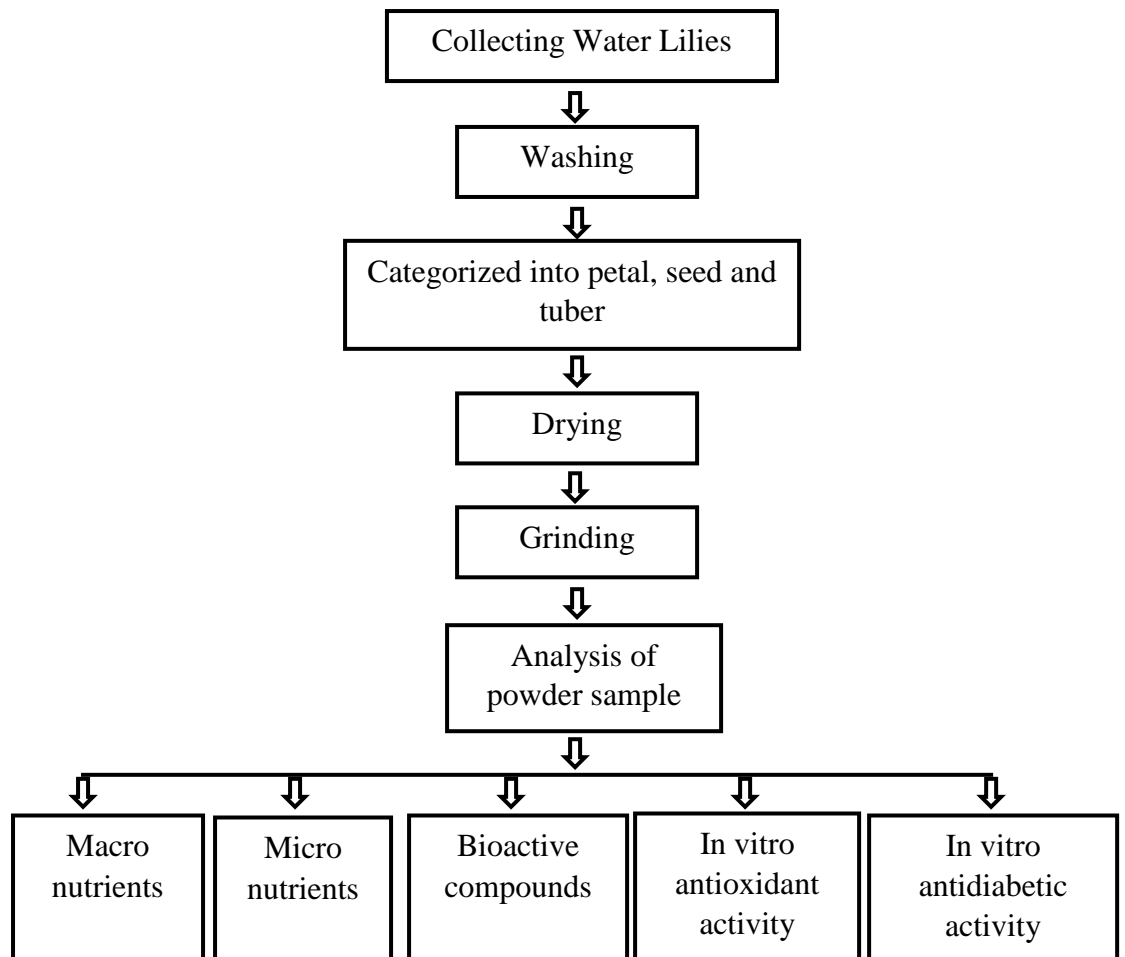 Collecting Water Lilies
Washing
Categorized into petal, seed and
tuber
Drying
Grinding
Analysis of
powder sample
Macro
nutrients
Micro
nutrients
Bioactive
compounds
In vitro
antioxidant
activity
In vitro
antidiabetic
activity